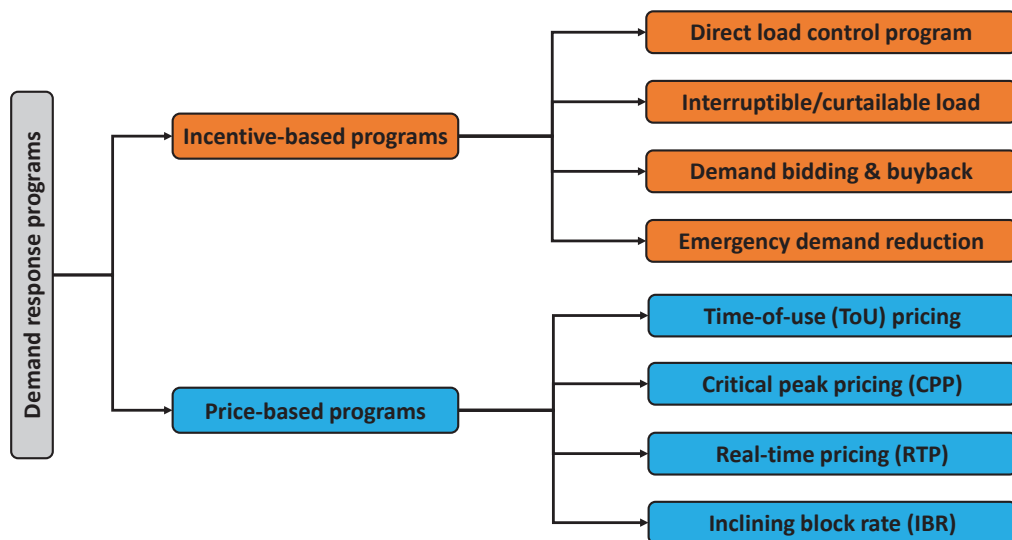 Demand response programs
Incentive-based programs
Direct load control program
Interruptible/curtailable load
Demand bidding & buyback
Emergency demand reduction
Price-based programs
Time-of-use (ToU) pricing
Critical peak pricing (CPP)
Real-time pricing (RTP)
Inclining block rate (IBR)